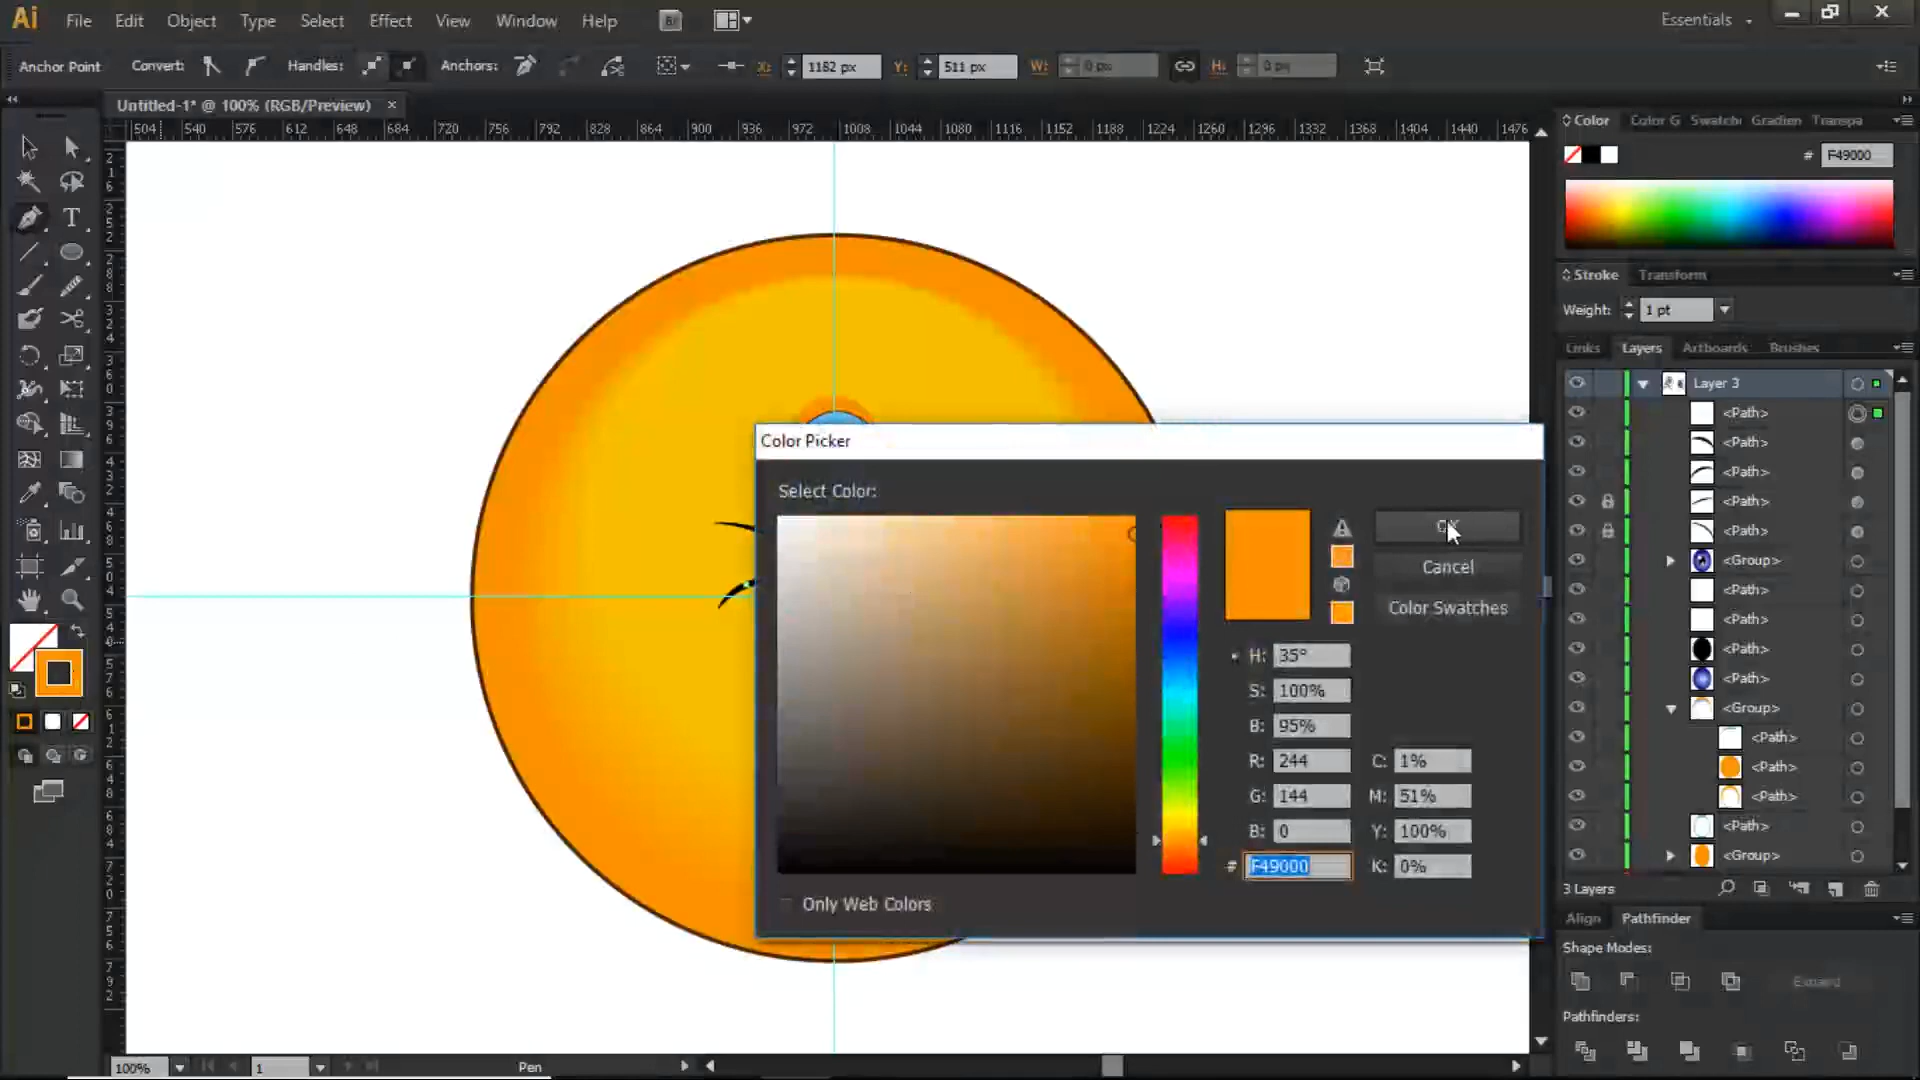 Ai File Edit Object Type Select Effect View Window Help Br Essentials
Anchor Point Convert: Handles: Anchors: X: 1182 px Y: 511 px W: 0 px H: 0 px
Untitled-1* @ 100% (RGB/Preview) ×
504 540 576 612 648 684 720 756 792 828 864 900 936 972 1008 1044 1080 1116 1152 1188 1224 1260 1296 1332 1368 1404 1440 1476
Color Color G Swatch Gradien Transpa
# F49000
Stroke Transform
Weight: 1 pt
Links Layers Artboards Brushes
Layer 3
<Path>
<Path>
<Path>
<Path>
<Path>
<Group>
<Path>
<Path>
<Path>
<Path>
<Group>
<Path>
<Path>
<Path>
<Path>
<Group>
3 Layers
Align Pathfinder
Shape Modes:
Expand
Pathfinders:
Color Picker
Select Color:
OK
Cancel
Color Swatches
H: 35°
S: 100%
B: 95%
R: 244 C: 1%
G: 144 M: 51%
B: 0 Y: 100%
# F49000 K: 0%
Only Web Colors
100% 1 Pen